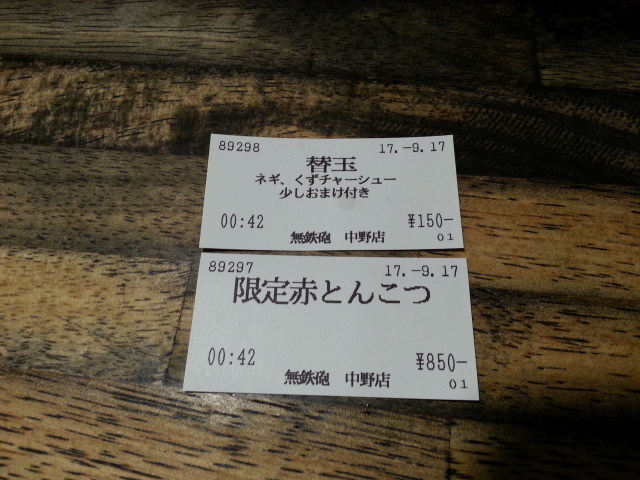 89298 17.-9.17
替玉
ネギ、くずチャーシュー
少しおまけ付き
00:42 ¥150-
無鉄砲 中野店 01
89297 17.-9.17
限定赤とんこつ
00:42 ¥850-
無鉄砲 中野店 01